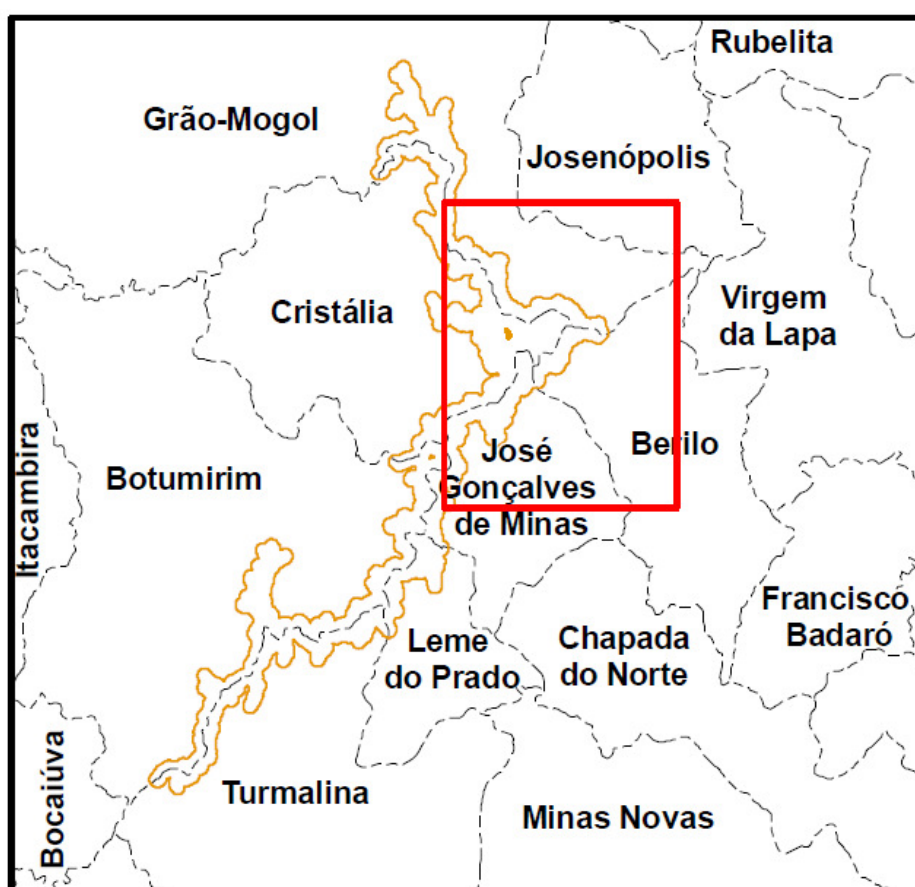 Rubelita
Grão-Mogol
Josenópolis
Cristália
Virgem
da Lapa
Itacambira
Botumirim
José
Gonçalves
de Minas
Berilo
Francisco
Badaró
Leme
do Prado
Chapada
do Norte
Bocaiúva
Turmalina
Minas Novas